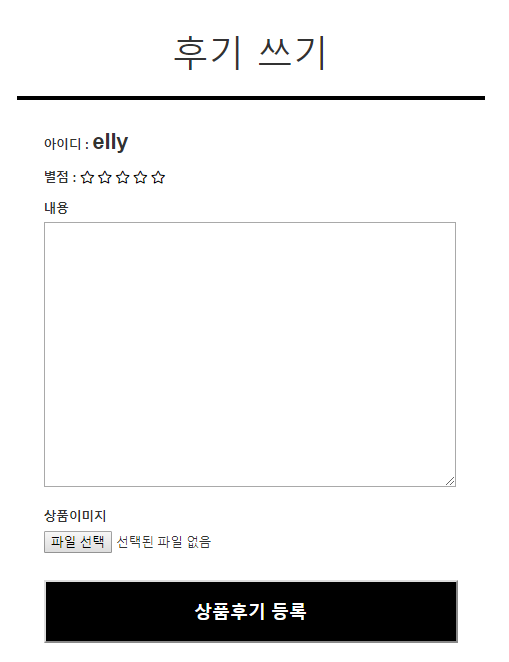 후기 쓰기
아이디 : elly
별점 : ☆ ☆ ☆ ☆ ☆
내용
상품이미지
파일 선택 선택된 파일 없음
상품후기 등록